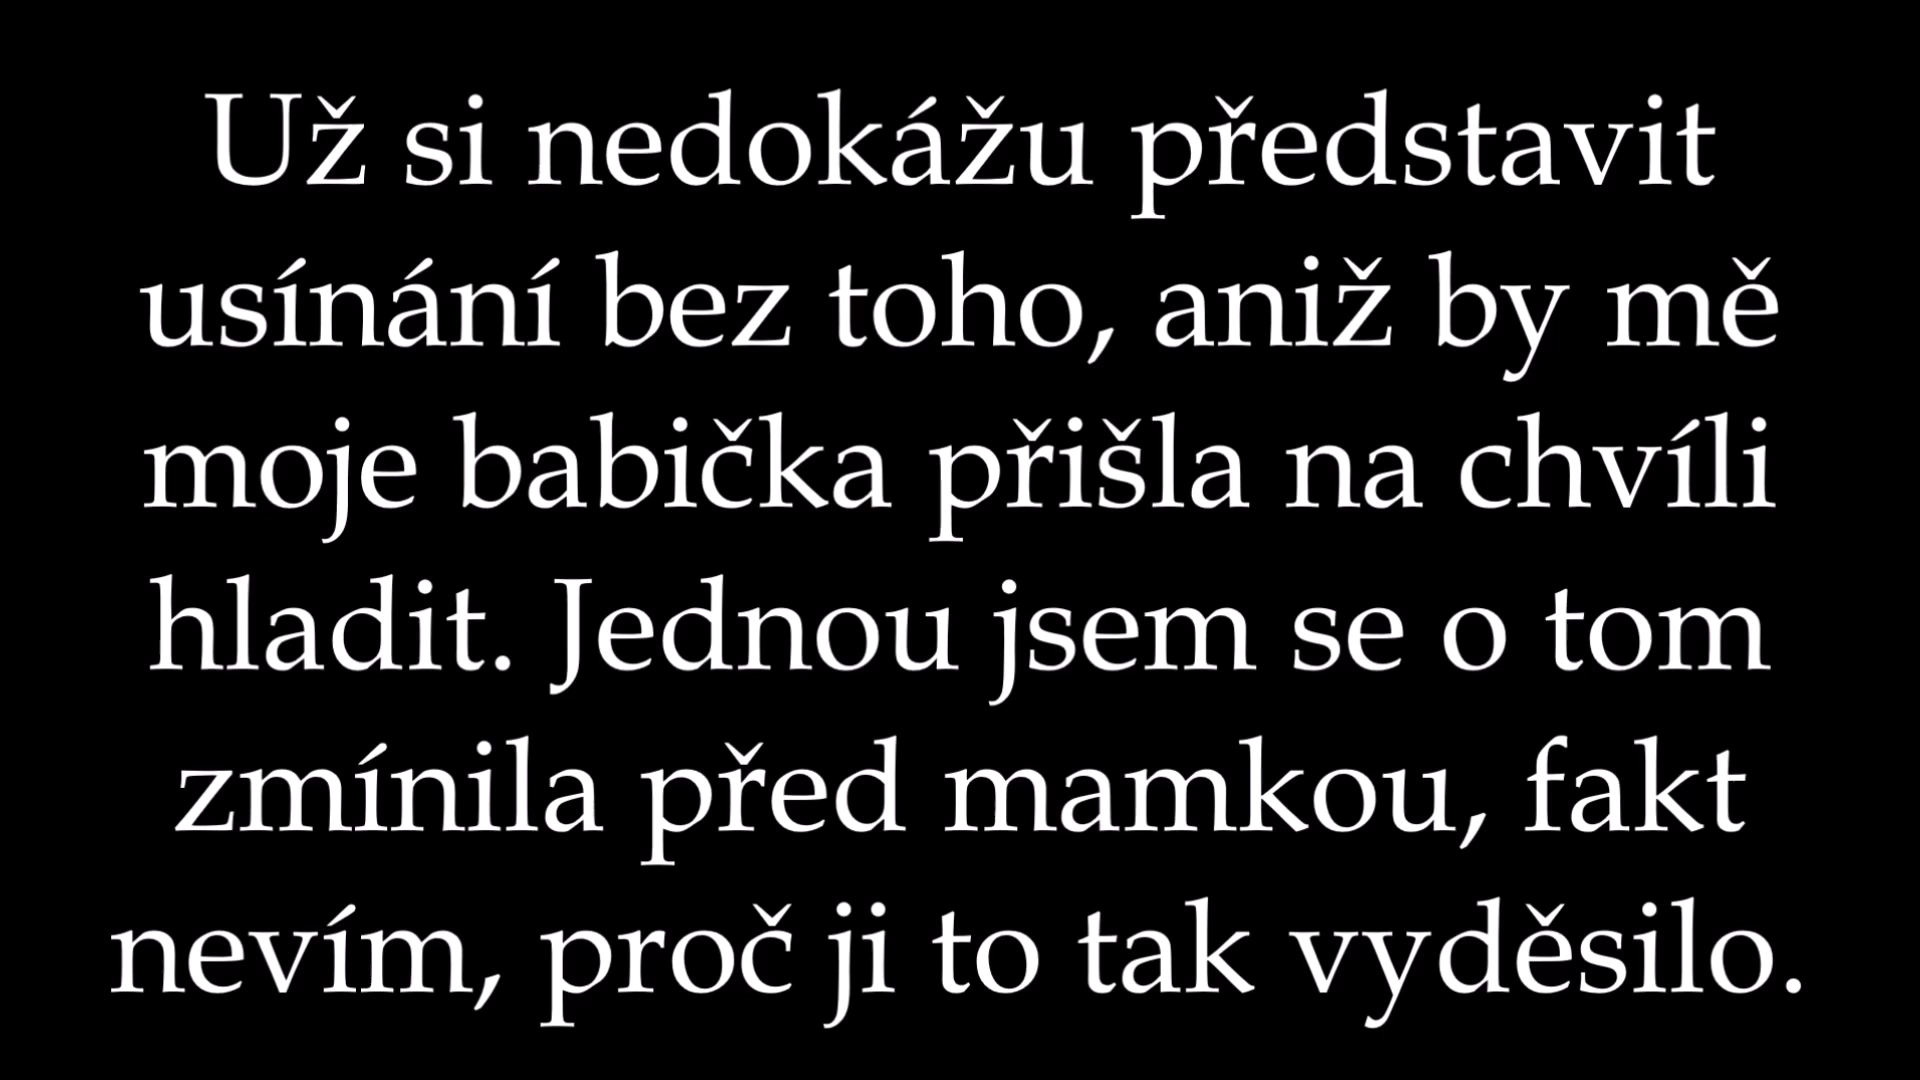 Už si nedokážu představit
usínání bez toho, aniž by mě
moje babička přišla na chvíli
hladit. Jednou jsem se o tom
zmínila před mamkou, fakt
nevím, proč ji to tak vyděsilo.